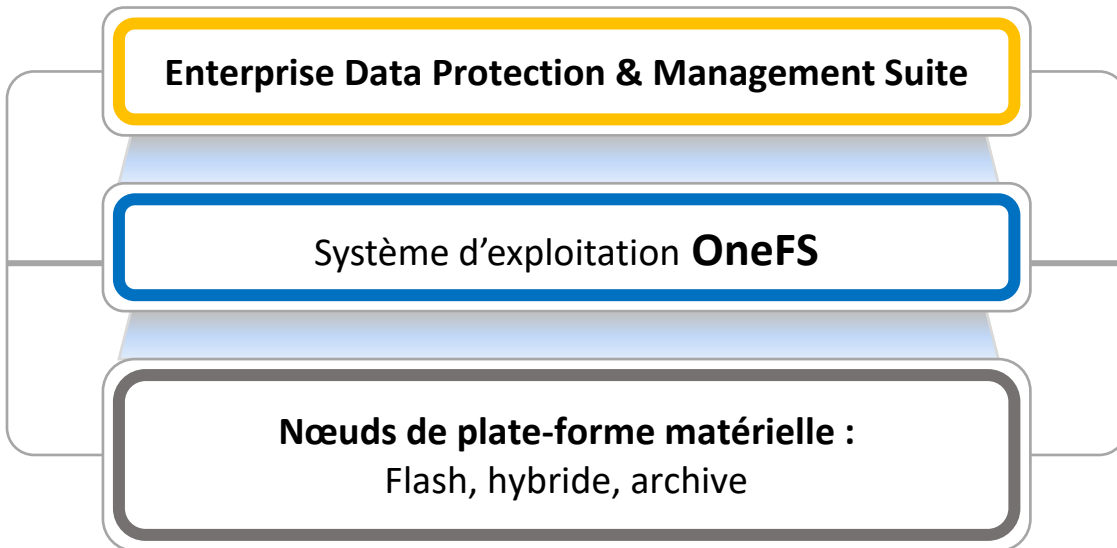 Enterprise Data Protection & Management Suite
Système d’exploitation OneFS
Nœuds de plate-forme matérielle :
Flash, hybride, archive